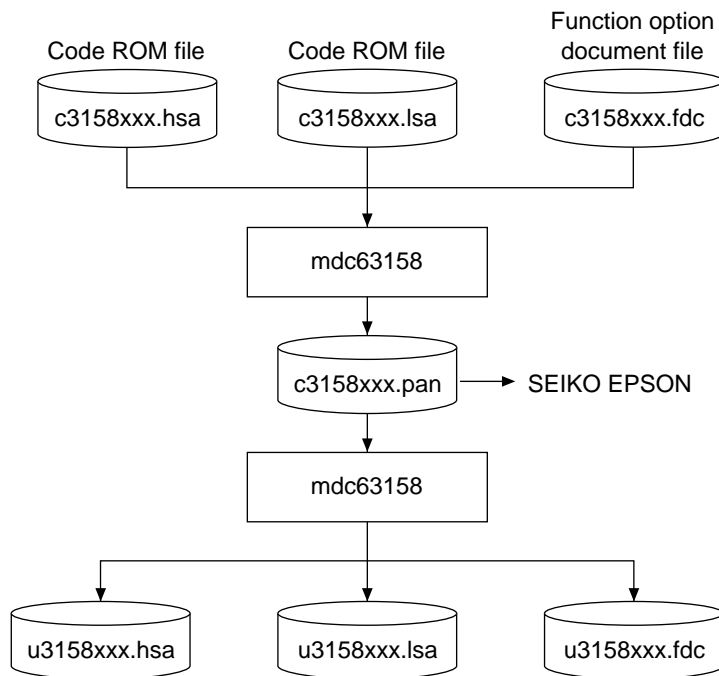 Code ROM file
Code ROM file
Function option
document file
c3158xxx.hsa
c3158xxx.lsa
c3158xxx.fdc
mdc63158
c3158xxx.pan
SEIKO EPSON
mdc63158
u3158xxx.hsa
u3158xxx.lsa
u3158xxx.fdc